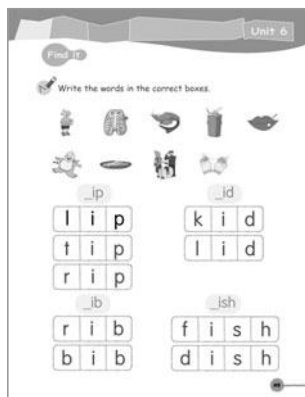 Unit 6
Find it
Write the words in the correct boxes.
_ip
_id
l i p
k i d
t i p
l i d
r i p
_ib
_ish
r i b
f i s h
b i b
d i s h